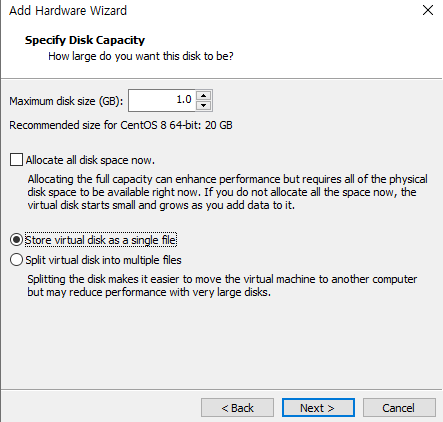 Add Hardware Wizard
Specify Disk Capacity
How large do you want this disk to be?
Maximum disk size (GB): 1.0
Recommended size for CentOS 8 64-bit: 20 GB
Allocate all disk space now.
Allocating the full capacity can enhance performance but requires all of the physical
disk space to be available right now. If you do not allocate all the space now, the
virtual disk starts small and grows as you add data to it.
Store virtual disk as a single file
Split virtual disk into multiple files
Splitting the disk makes it easier to move the virtual machine to another computer
but may reduce performance with very large disks.
< Back Next > Cancel